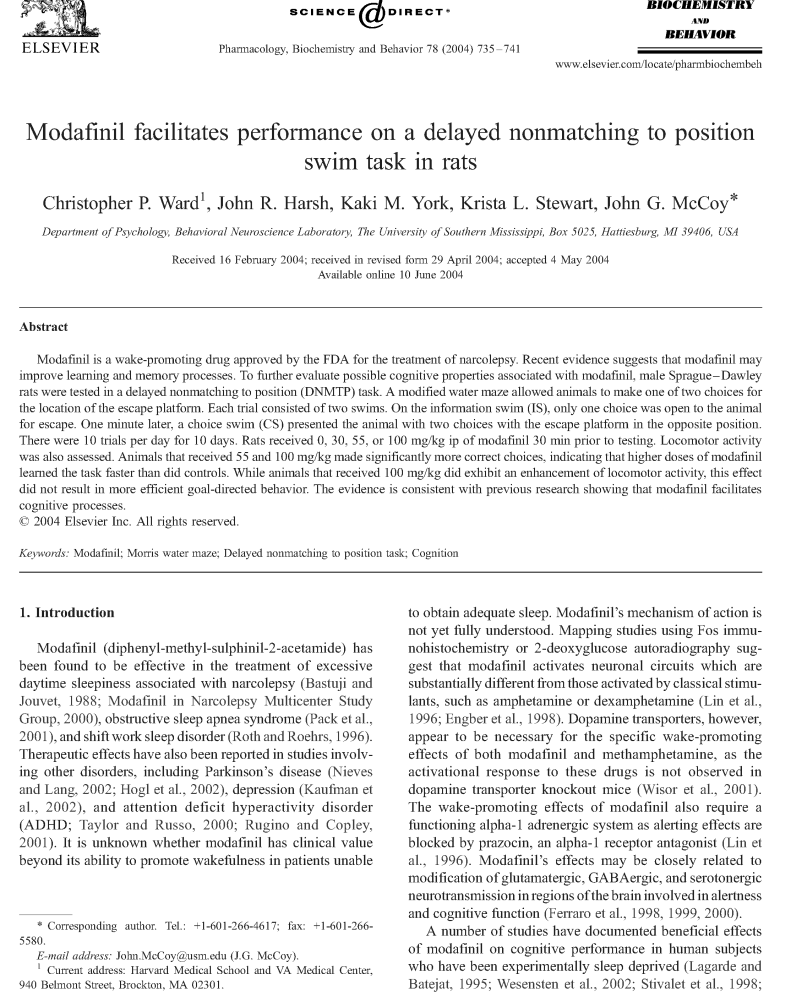 SCIENCE @ DIRECT®
BIOCHEMISTRY
AND
BEHAVIOR
ELSEVIER
Pharmacology, Biochemistry and Behavior 78 (2004) 735–741
www.elsevier.com/locate/pharmbiochembeh
Modafinil facilitates performance on a delayed nonmatching to position
swim task in rats
Christopher P. Ward1, John R. Harsh, Kaki M. York, Krista L. Stewart, John G. McCoy*
Department of Psychology, Behavioral Neuroscience Laboratory, The University of Southern Mississippi, Box 5025, Hattiesburg, MI 39406, USA
Received 16 February 2004; received in revised form 29 April 2004; accepted 4 May 2004
Available online 10 June 2004
Abstract
Modafinil is a wake-promoting drug approved by the FDA for the treatment of narcolepsy. Recent evidence suggests that modafinil may
improve learning and memory processes. To further evaluate possible cognitive properties associated with modafinil, male Sprague–Dawley
rats were tested in a delayed nonmatching to position (DNMTP) task. A modified water maze allowed animals to make one of two choices for
the location of the escape platform. Each trial consisted of two swims. On the information swim (IS), only one choice was open to the animal
for escape. One minute later, a choice swim (CS) presented the animal with two choices with the escape platform in the opposite position.
There were 10 trials per day for 10 days. Rats received 0, 30, 55, or 100 mg/kg ip of modafinil 30 min prior to testing. Locomotor activity
was also assessed. Animals that received 55 and 100 mg/kg made significantly more correct choices, indicating that higher doses of modafinil
learned the task faster than did controls. While animals that received 100 mg/kg did exhibit an enhancement of locomotor activity, this effect
did not result in more efficient goal-directed behavior. The evidence is consistent with previous research showing that modafinil facilitates
cognitive processes.
© 2004 Elsevier Inc. All rights reserved.
Keywords: Modafinil; Morris water maze; Delayed nonmatching to position task; Cognition
1. Introduction
Modafinil (diphenyl-methyl-sulphinil-2-acetamide) has
been found to be effective in the treatment of excessive
daytime sleepiness associated with narcolepsy (Bastuji and
Jouvet, 1988; Modafinil in Narcolepsy Multicenter Study
Group, 2000), obstructive sleep apnea syndrome (Pack et al.,
2001), and shift work sleep disorder (Roth and Roehrs, 1996).
Therapeutic effects have also been reported in studies involv-
ing other disorders, including Parkinson's disease (Nieves
and Lang, 2002; Hogl et al., 2002), depression (Kaufman et
al., 2002), and attention deficit hyperactivity disorder
(ADHD; Taylor and Russo, 2000; Rugino and Copley,
2001). It is unknown whether modafinil has clinical value
beyond its ability to promote wakefulness in patients unable
* Corresponding author. Tel.: +1-601-266-4617; fax: +1-601-266-
5580.
E-mail address: John.McCoy@usm.edu (J.G. McCoy).
1 Current address: Harvard Medical School and VA Medical Center,
940 Belmont Street, Brockton, MA 02301.
to obtain adequate sleep. Modafinil's mechanism of action is
not yet fully understood. Mapping studies using Fos immu-
nohistochemistry or 2-deoxyglucose autoradiography sug-
gest that modafinil activates neuronal circuits which are
substantially different from those activated by classical stimu-
lants, such as amphetamine or dexamphetamine (Lin et al.,
1996; Engber et al., 1998). Dopamine transporters, however,
appear to be necessary for the specific wake-promoting
effects of both modafinil and methamphetamine, as the
activational response to these drugs is not observed in
dopamine transporter knockout mice (Wisor et al., 2001).
The wake-promoting effects of modafinil also require a
functioning alpha-1 adrenergic system as alerting effects are
blocked by prazocin, an alpha-1 receptor antagonist (Lin et
al., 1996). Modafinil's effects may be closely related to
modification of glutamatergic, GABAergic, and serotonergic
neurotransmission in regions of the brain involved in alertness
and cognitive function (Ferraro et al., 1998, 1999, 2000).
A number of studies have documented beneficial effects
of modafinil on cognitive performance in human subjects
who have been experimentally sleep deprived (Lagarde and
Batejat, 1995; Wesensten et al., 2002; Stivalet et al., 1998;